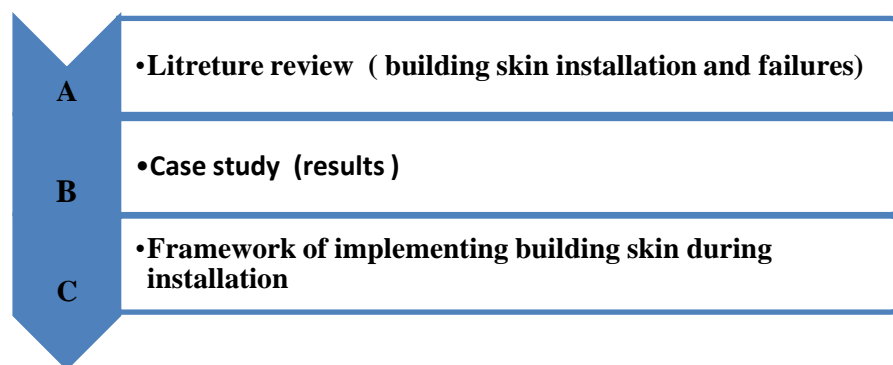 A
•Litreture review ( building skin installation and failures)
B
•Case study (results )
C
•Framework of implementing building skin during
installation